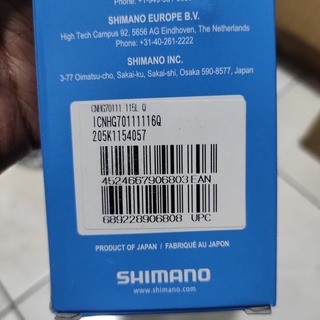 SHIMANO EUROPE B.V.
High Tech Campus 92, 5656 AG Eindhoven, The Netherlands
Phone: +31-40-261-2222
SHIMANO INC.
3-77 Oimatsu-cho, Sakai-ku, Sakai-shi, Osaka 590-8577, Japan
CNHG70111 115L Q
ICNHG70111116Q
205K1154057
4524667906803 EAN
689228906808 UPC
PRODUCT OF JAPAN / FABRIQUÉ AU JAPON
SHIMANO
www.shimano.com